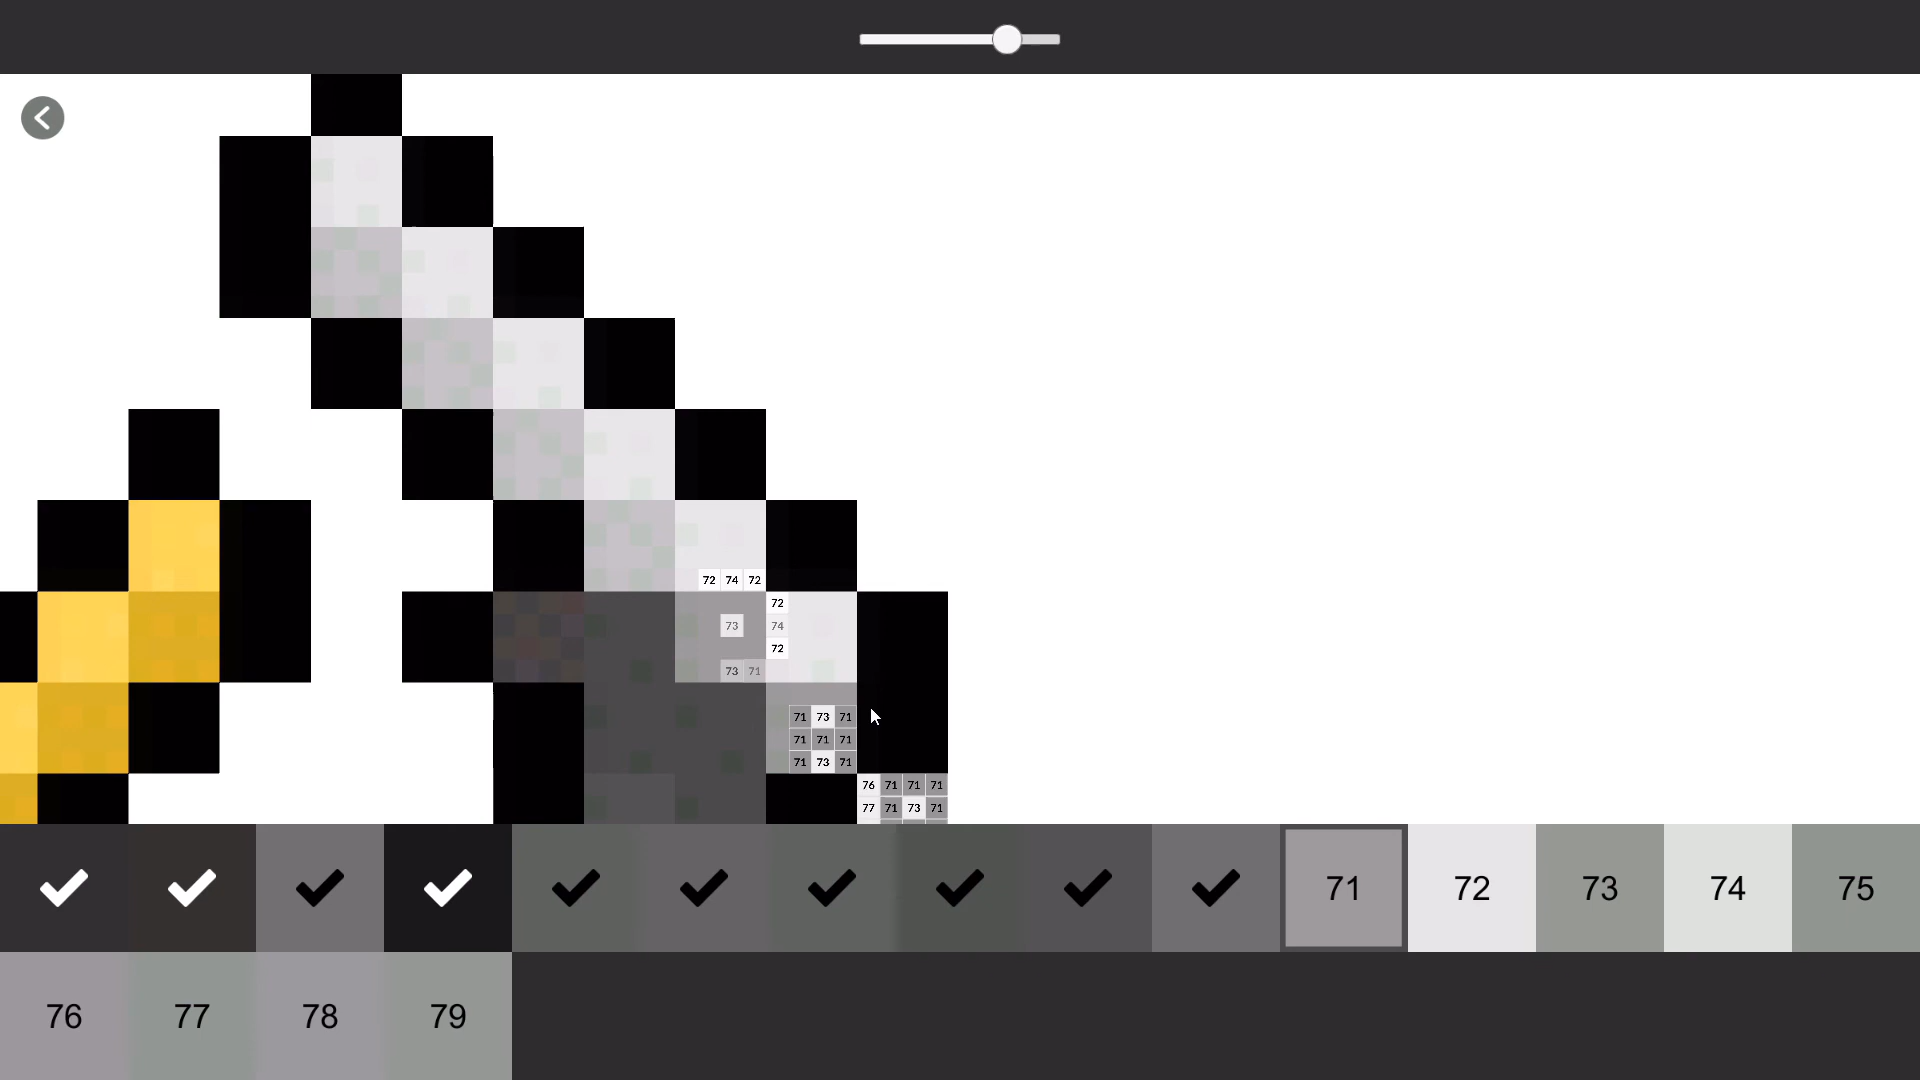 72 74 72
72
73 74
72
73 71
71 73 71
71 71 71
71 73 71
76 71 71 71
77 71 73 71
71 72 73 74 75
76 77 78 79